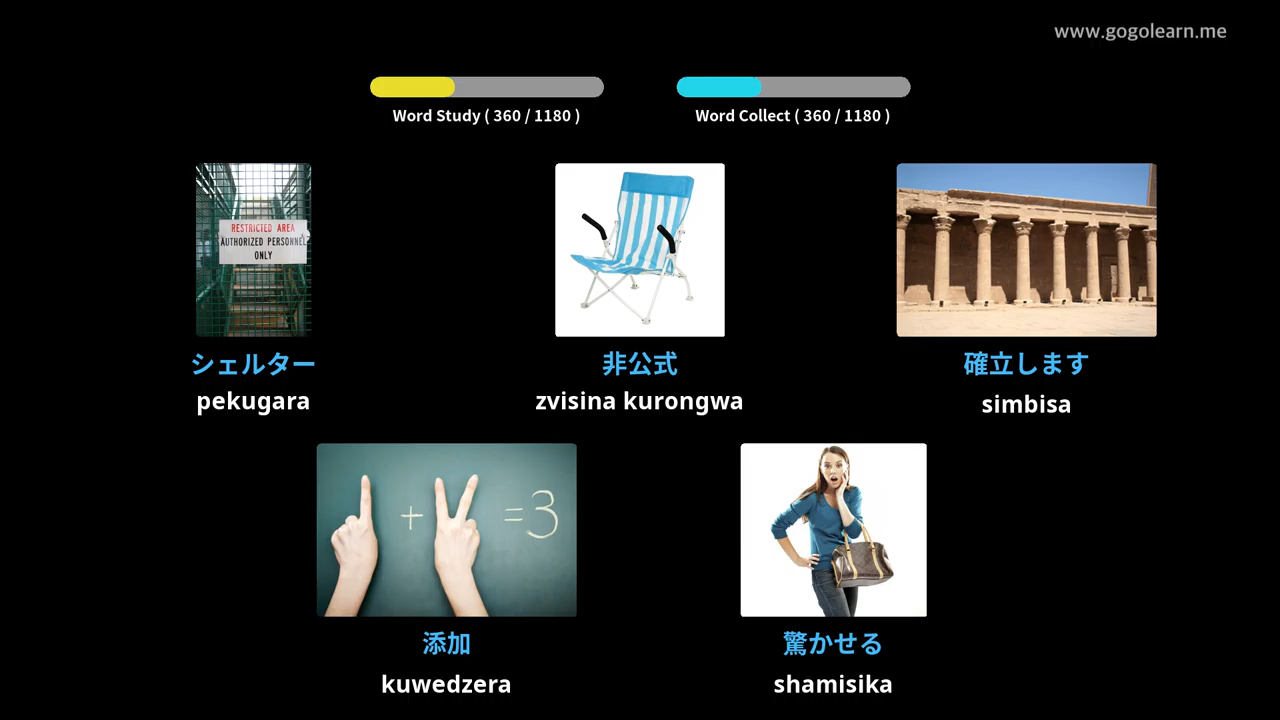 www.gogolearn.me
Word Study ( 360 / 1180 )
Word Collect ( 360 / 1180 )
RESTRICTED AREA
AUTHORIZED PERSONNEL
ONLY
シェルター
pekugara
非公式
zvisina kurongwa
確立します
simbisa
+ =3
添加
kuwedzera
驚かせる
shamisika